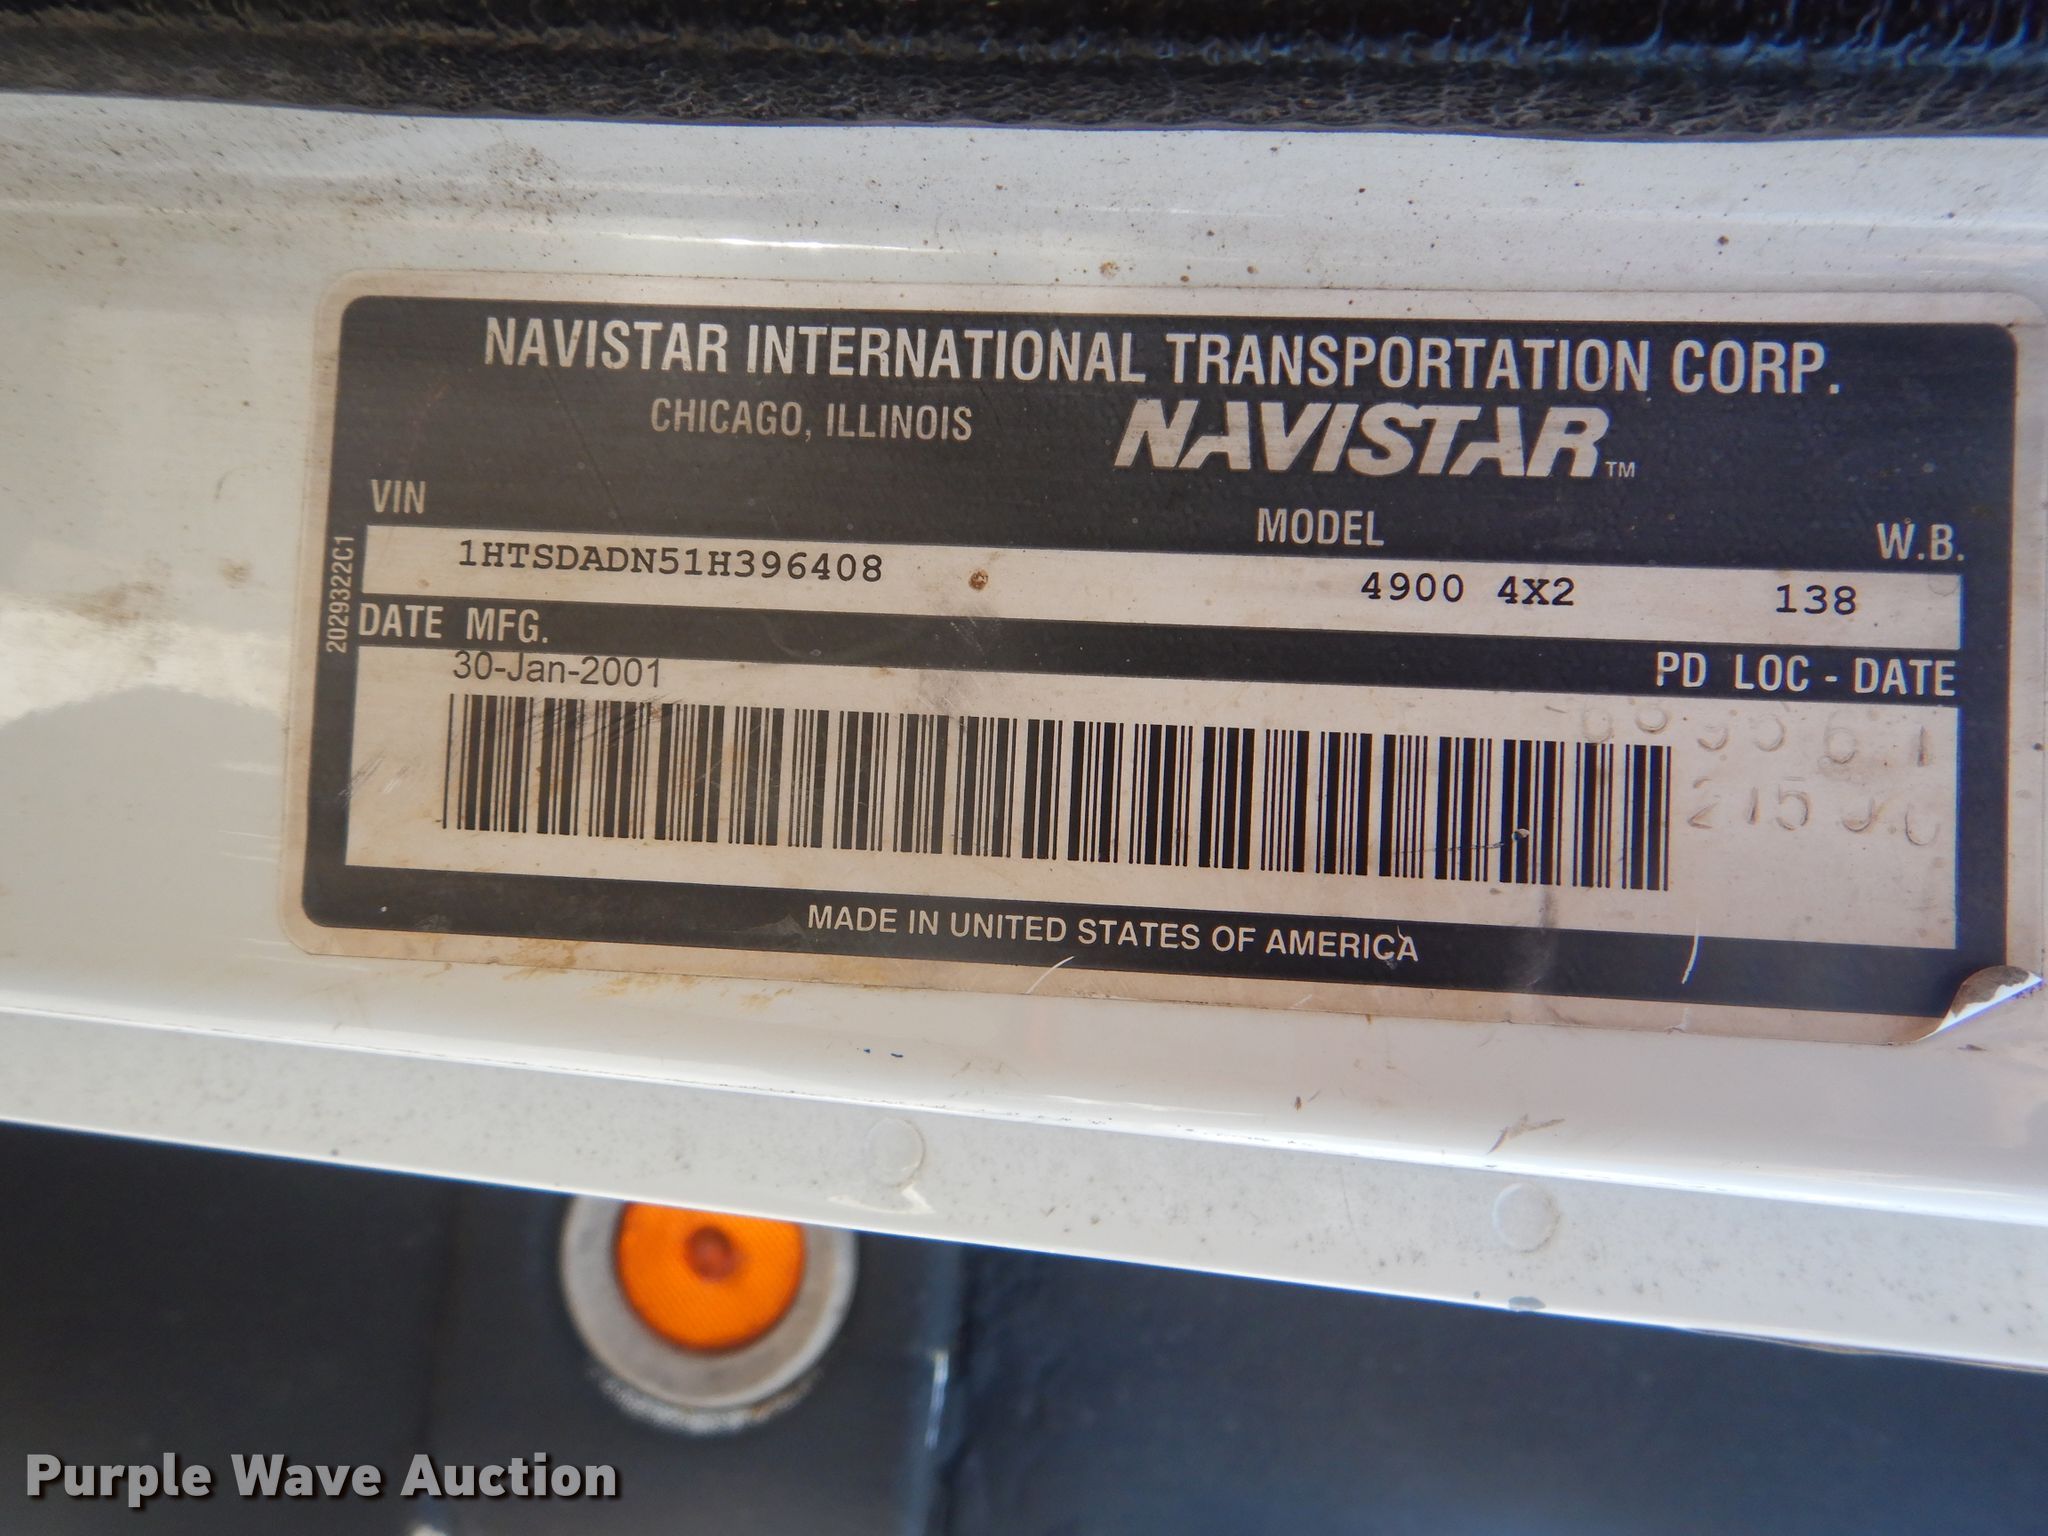 NAVISTAR INTERNATIONAL TRANSPORTATION CORP.
CHICAGO, ILLINOIS NAVISTAR™
VIN MODEL W.B.
1HTSDADN51H396408 4900 4X2 138
2029322C1
DATE MFG. PD LOC - DATE
30-Jan-2001
MADE IN UNITED STATES OF AMERICA
Purple Wave Auction